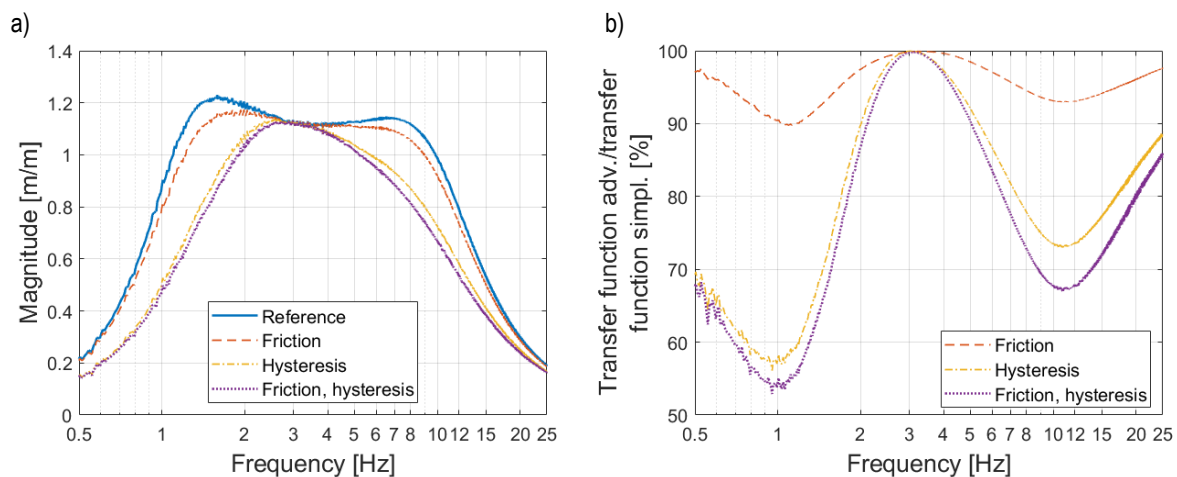 a)
Magnitude [m/m]
1.4
1.2
1
0.8
0.6
0.4
0.2
0
Reference
Friction
Hysteresis
Friction, hysteresis
0.5 1 2 3 4 5 6 7 8 10 12 15 20 25
Frequency [Hz]
b)
Transfer function adv./transfer
function simpl. [%]
100
90
80
70
60
50
Friction
Hysteresis
Friction, hysteresis
0.5 1 2 3 4 5 6 7 8 10 12 15 20 25
Frequency [Hz]